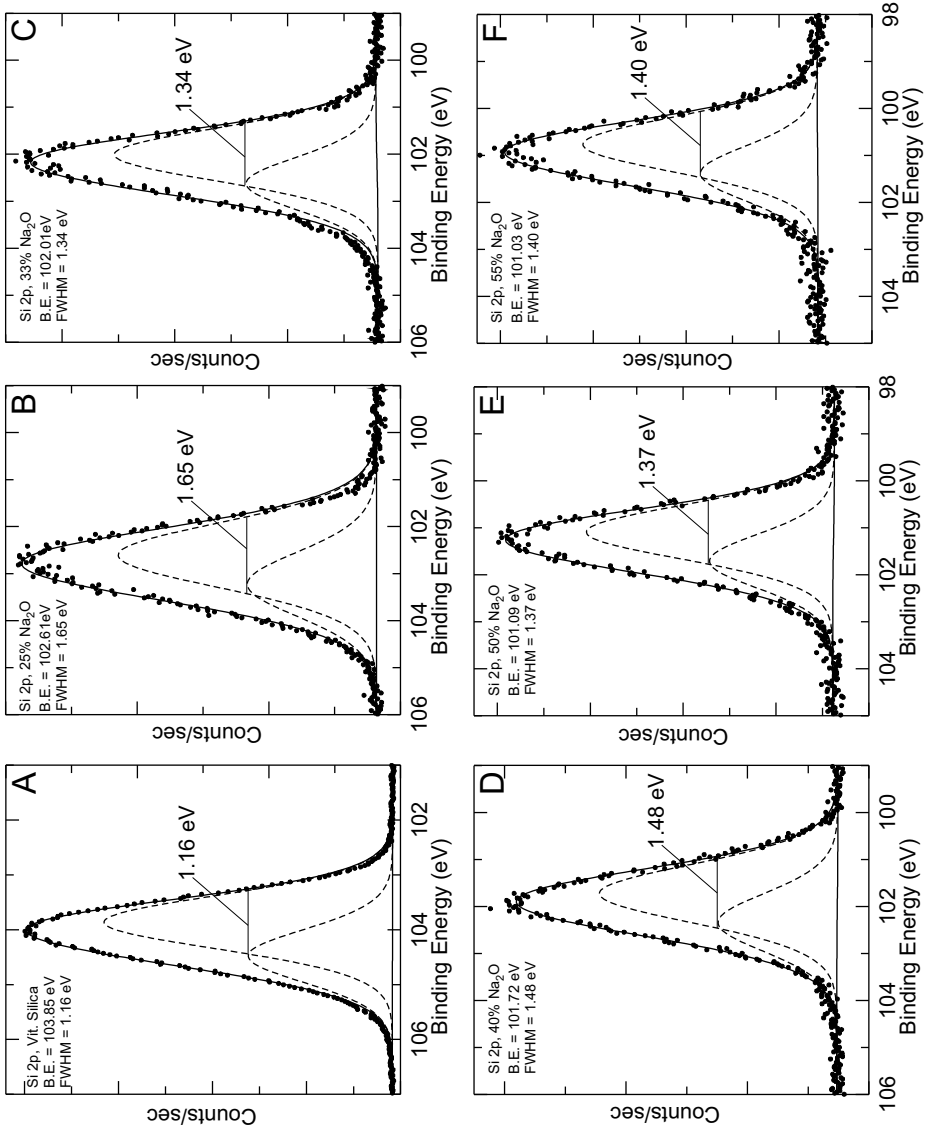 A
Si 2p, Vit. Silica
B.E. = 103.85 eV
FWHM = 1.16 eV
1.16 eV
106
104
102
Binding Energy (eV)
Counts/sec
B
Si 2p, 25% Na₂O
B.E. = 102.61eV
FWHM = 1.65 eV
1.65 eV
106
104
102
100
Binding Energy (eV)
Counts/sec
C
Si 2p, 33% Na₂O
B.E. = 102.01eV
FWHM = 1.34 eV
1.34 eV
106
104
102
100
Binding Energy (eV)
Counts/sec
D
Si 2p, 40% Na₂O
B.E. = 101.72 eV
FWHM = 1.48 eV
1.48 eV
106
104
102
100
Binding Energy (eV)
Counts/sec
E
Si 2p, 50% Na₂O
B.E. = 101.09 eV
FWHM = 1.37 eV
1.37 eV
104
102
100
98
Binding Energy (eV)
Counts/sec
F
Si 2p, 55% Na₂O
B.E. = 101.03 eV
FWHM = 1.40 eV
1.40 eV
104
102
100
98
Binding Energy (eV)
Counts/sec